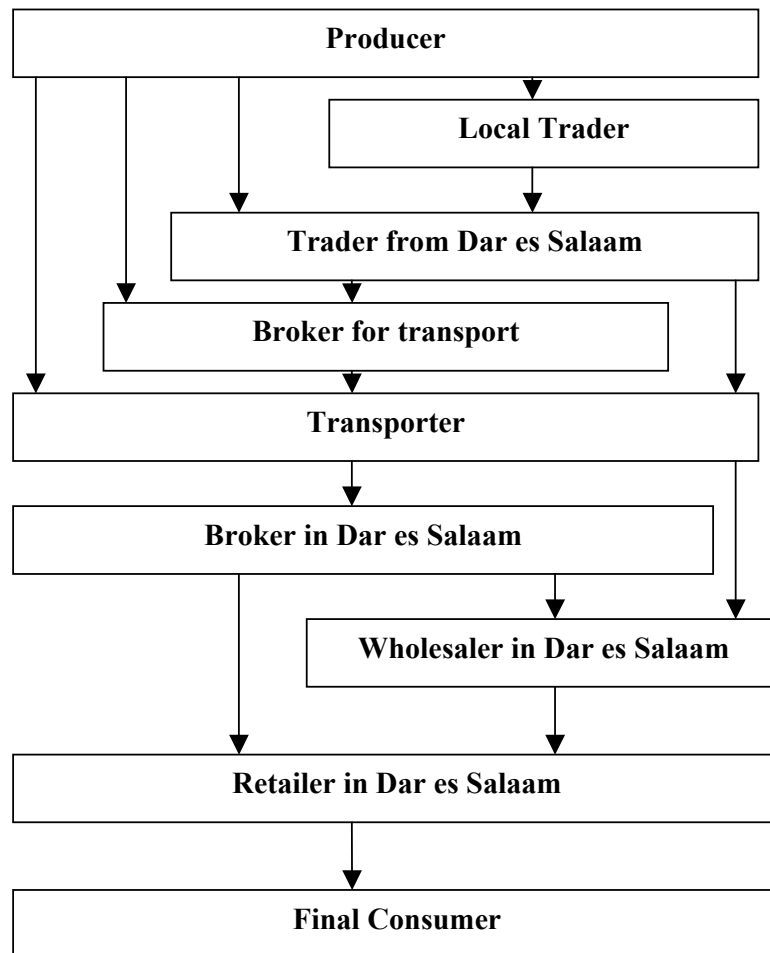 Producer
Local Trader
Trader from Dar es Salaam
Broker for transport
Transporter
Broker in Dar es Salaam
Wholesaler in Dar es Salaam
Retailer in Dar es Salaam
Final Consumer